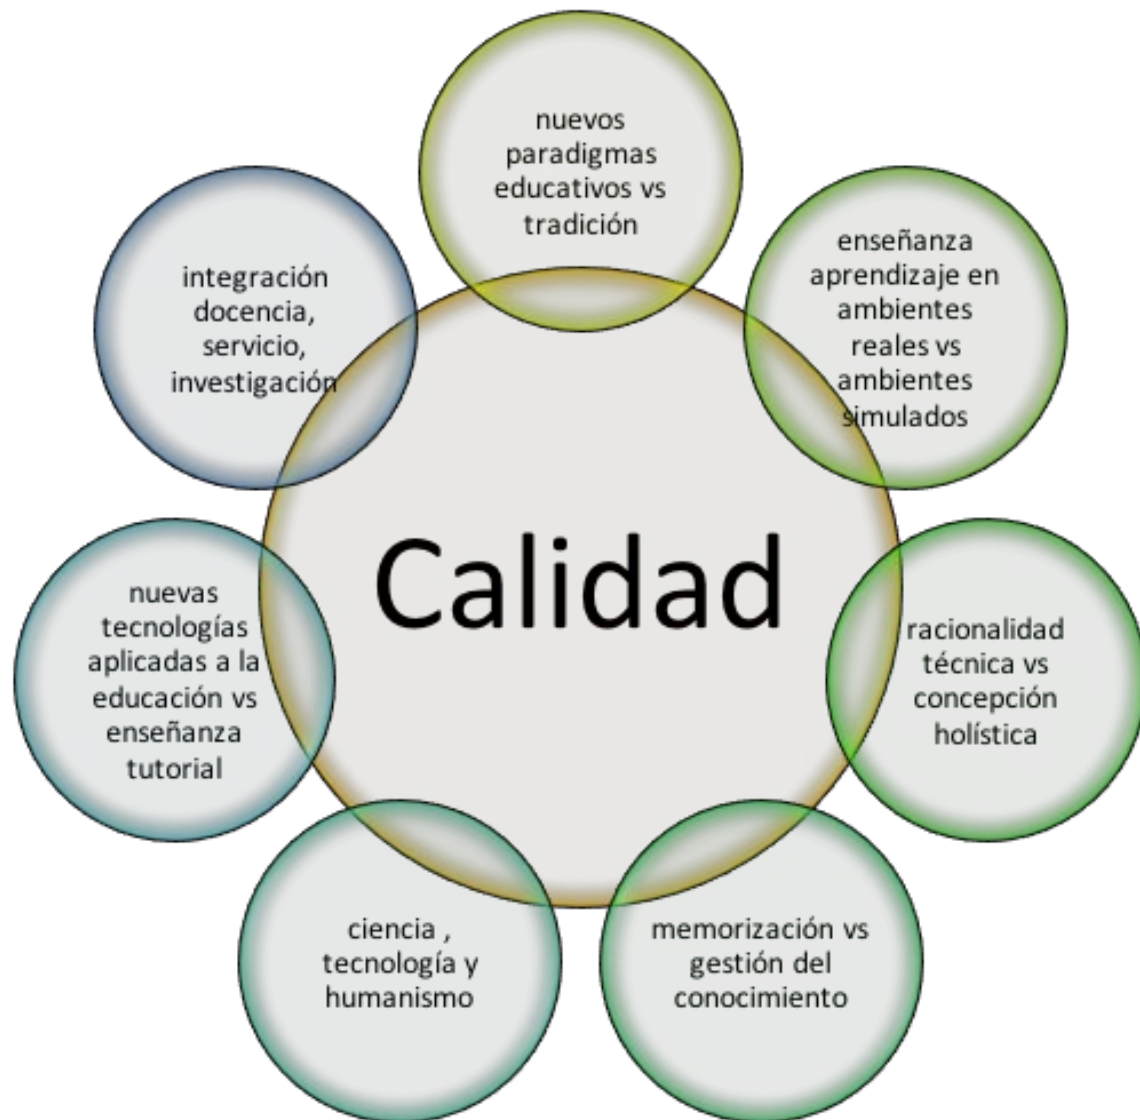 nuevos
paradigmas
educativos vs
tradición
enseñanza
aprendizaje en
ambientes
reales vs
ambientes
simulados
racionalidad
técnica vs
concepción
holística
memorización vs
gestión del
conocimiento
ciencia ,
tecnología y
humanismo
nuevas
tecnologías
aplicadas a la
educación vs
enseñanza
tutorial
integración
docencia,
servicio,
investigación
Calidad